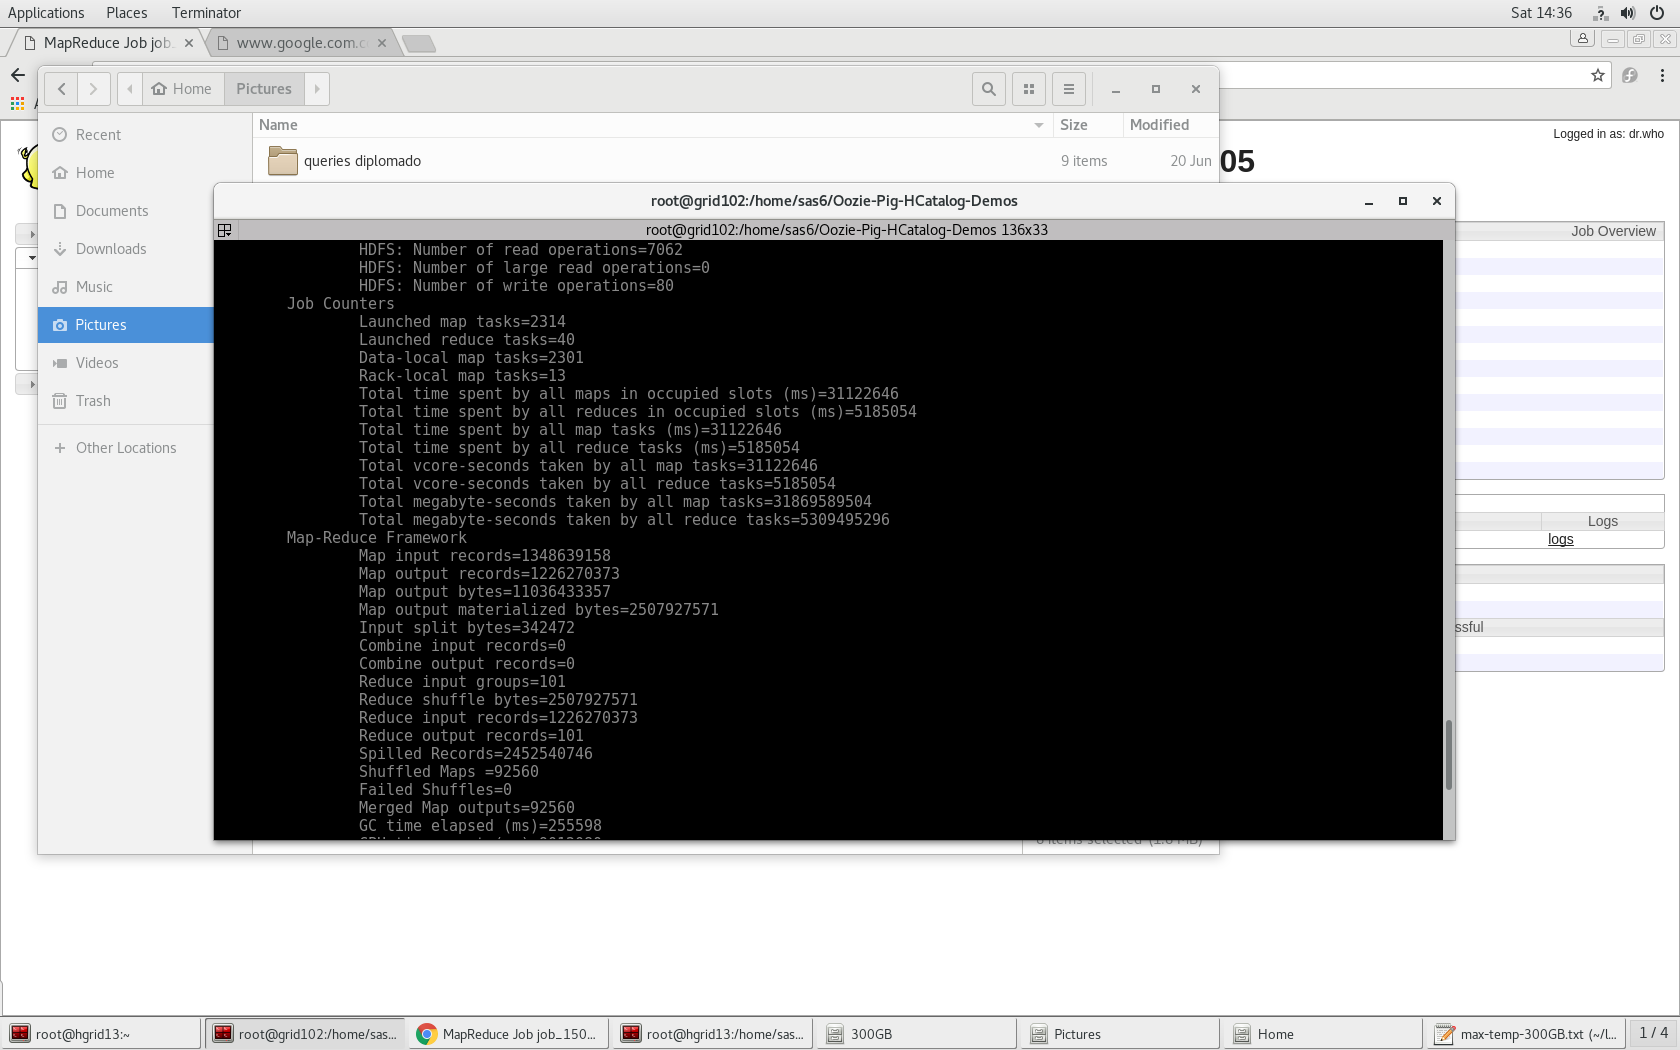 Applications Places Terminator Sat 14:36
MapReduce Job job_ www.google.com.c
Logged in as: dr.who
05
Home Pictures
Name Size Modified
queries diplomado 9 items 20 Jun
Recent
Home
Documents
Downloads
Music
Pictures
Videos
Trash
Other Locations
root@grid102:/home/sas6/Oozie-Pig-HCatalog-Demos
root@grid102:/home/sas6/Oozie-Pig-HCatalog-Demos 136x33
HDFS: Number of read operations=7062
HDFS: Number of large read operations=0
HDFS: Number of write operations=80
Job Counters
Launched map tasks=2314
Launched reduce tasks=40
Data-local map tasks=2301
Rack-local map tasks=13
Total time spent by all maps in occupied slots (ms)=31122646
Total time spent by all reduces in occupied slots (ms)=5185054
Total time spent by all map tasks (ms)=31122646
Total time spent by all reduce tasks (ms)=5185054
Total vcore-seconds taken by all map tasks=31122646
Total vcore-seconds taken by all reduce tasks=5185054
Total megabyte-seconds taken by all map tasks=31869589504
Total megabyte-seconds taken by all reduce tasks=5309495296
Map-Reduce Framework
Map input records=1348639158
Map output records=1226270373
Map output bytes=11036433357
Map output materialized bytes=2507927571
Input split bytes=342472
Combine input records=0
Combine output records=0
Reduce input groups=101
Reduce shuffle bytes=2507927571
Reduce input records=1226270373
Reduce output records=101
Spilled Records=2452540746
Shuffled Maps =92560
Failed Shuffles=0
Merged Map outputs=92560
GC time elapsed (ms)=255598
Job Overview
Logs
logs
ssful
root@hgrid13:~ root@grid102:/home/sas... MapReduce Job job_150... root@hgrid13:/home/sas... 300GB Pictures Home max-temp-300GB.txt (~/l... 1 / 4